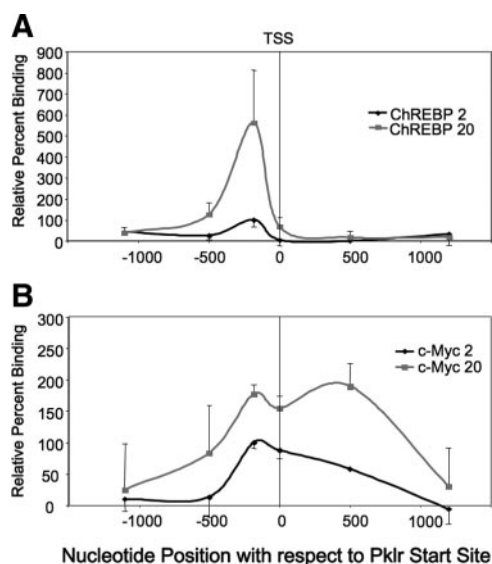 A
TSS
900
800
700
600
500
400
300
200
100
0
Relative Percent Binding
ChREBP 2
ChREBP 20
-1000
-500
0
500
1000
B
300
250
200
150
100
50
0
Relative Percent Binding
c-Myc 2
c-Myc 20
-1000
-500
0
500
1000
Nucleotide Position with respect to Pklr Start Site